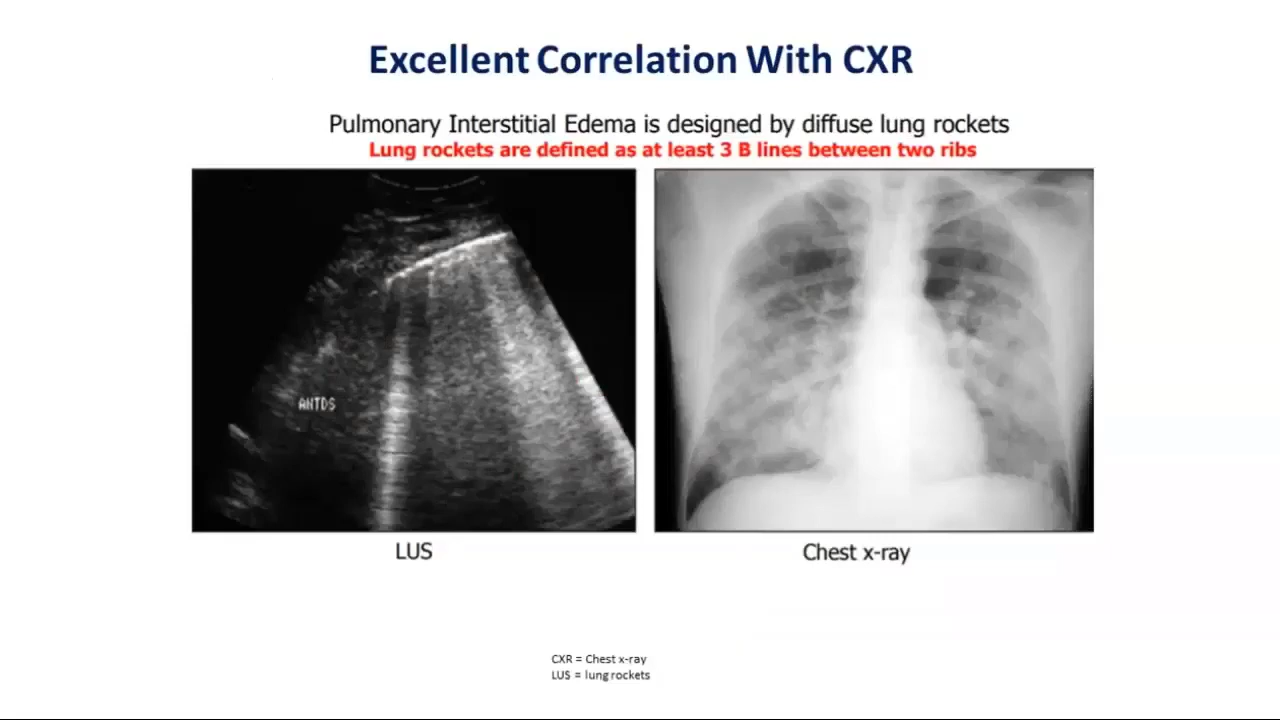 Excellent Correlation With CXR
Pulmonary Interstitial Edema is designed by diffuse lung rockets
Lung rockets are defined as at least 3 B lines between two ribs
ANTDS
LUS
Chest x-ray
CXR = Chest x-ray
LUS = lung rockets